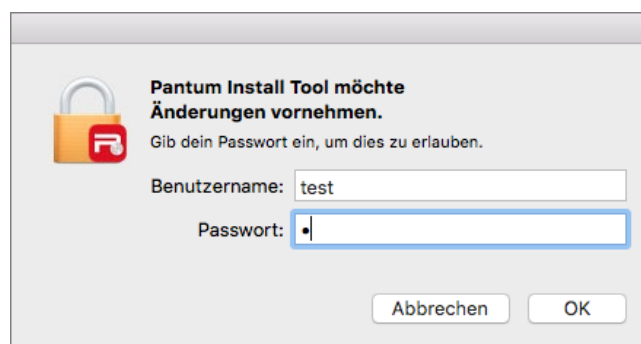 Pantum Install Tool möchte
Änderungen vornehmen.
Gib dein Passwort ein, um dies zu erlauben.
Benutzername: test
Passwort: •
Abbrechen OK